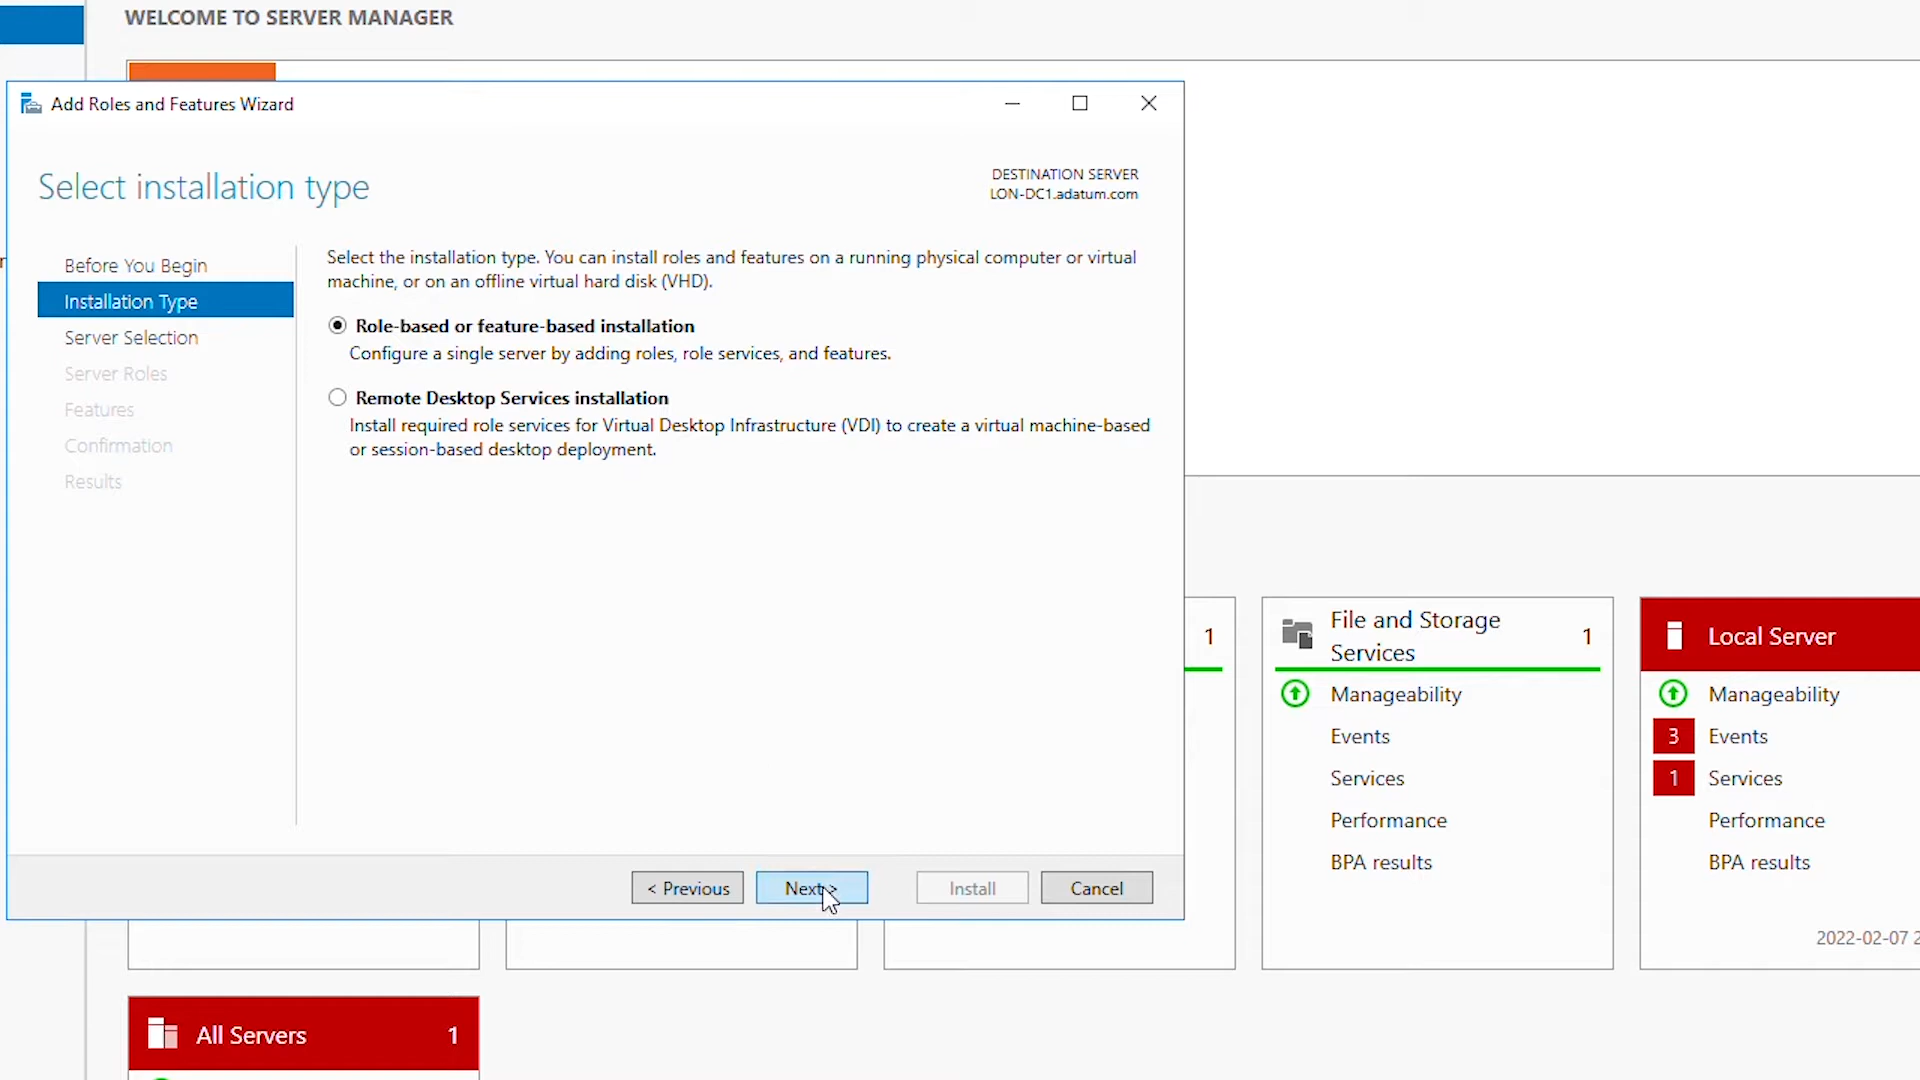 WELCOME TO SERVER MANAGER
Add Roles and Features Wizard
Select installation type
DESTINATION SERVER
LON-DC1.adatum.com
Before You Begin
Installation Type
Server Selection
Server Roles
Features
Confirmation
Results
Select the installation type. You can install roles and features on a running physical computer or virtual
machine, or on an offline virtual hard disk (VHD).
Role-based or feature-based installation
Configure a single server by adding roles, role services, and features.
Remote Desktop Services installation
Install required role services for Virtual Desktop Infrastructure (VDI) to create a virtual machine-based
or session-based desktop deployment.
< Previous
Next >
Install
Cancel
1
File and Storage
Services
1
Manageability
Events
Services
Performance
BPA results
Local Server
Manageability
3 Events
1 Services
Performance
BPA results
2022-02-07 2
All Servers 1